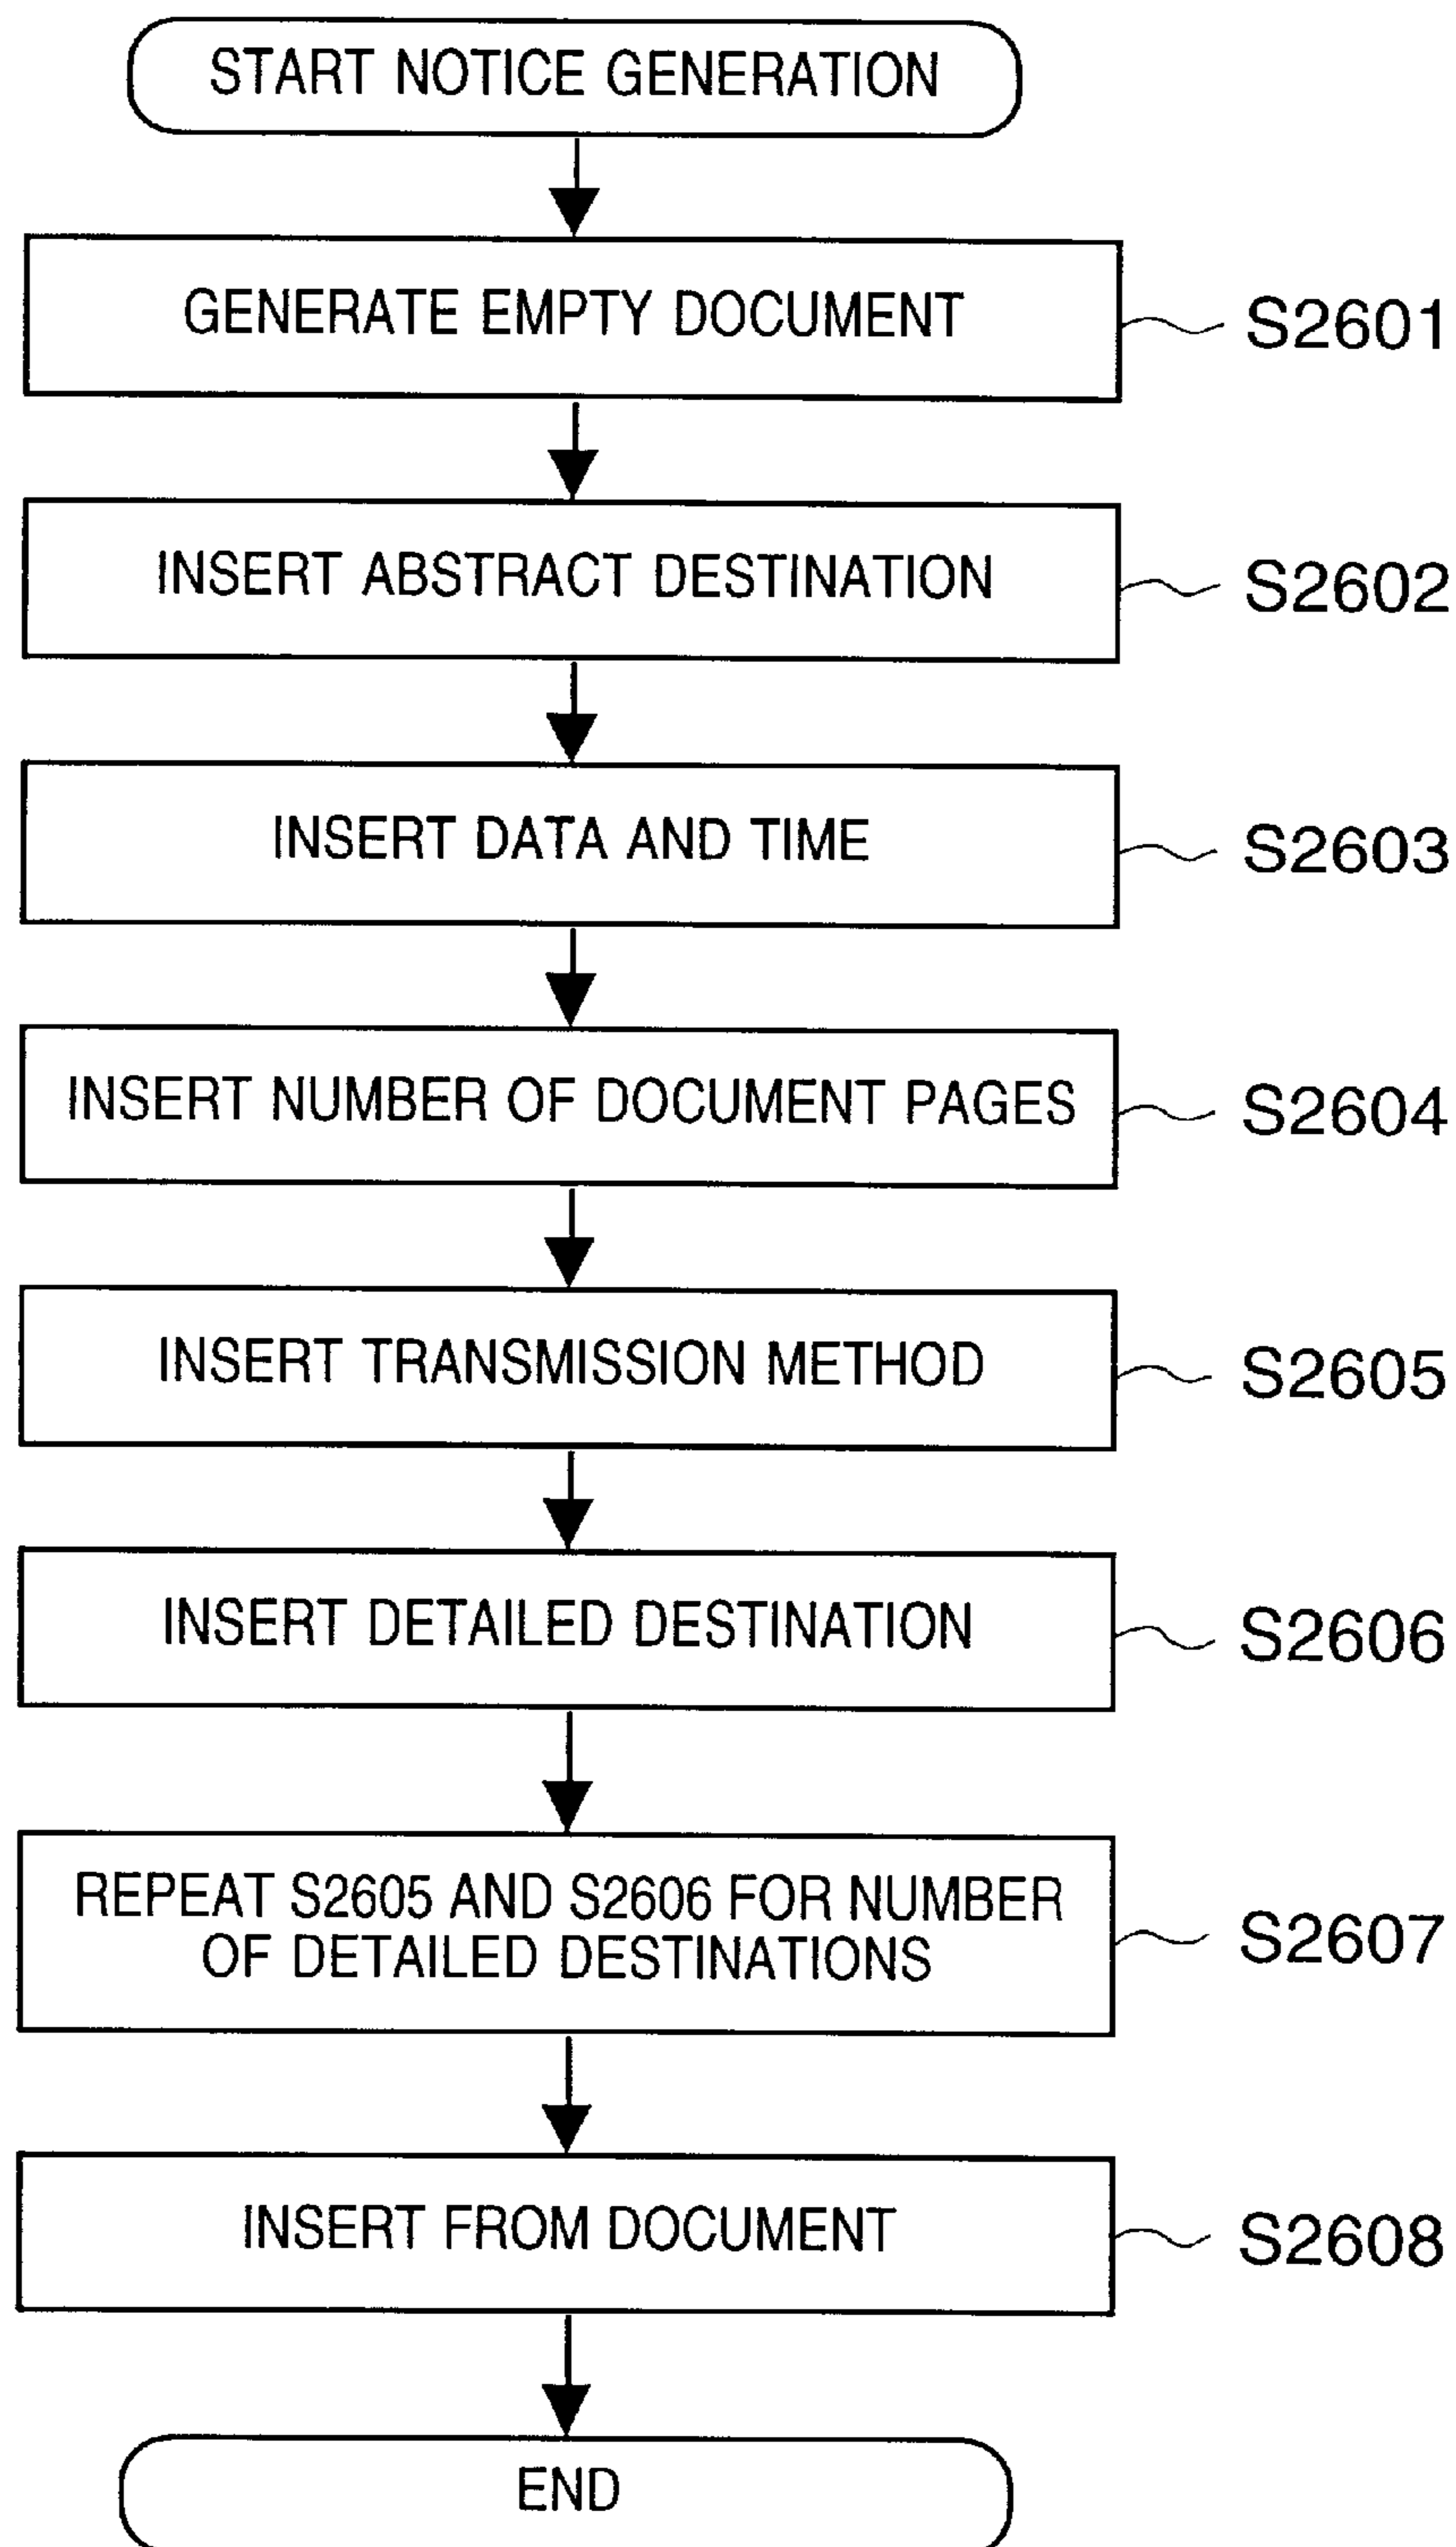 START NOTICE GENERATION
GENERATE EMPTY DOCUMENT
S2601
INSERT ABSTRACT DESTINATION
S2602
INSERT DATA AND TIME
S2603
INSERT NUMBER OF DOCUMENT PAGES
S2604
INSERT TRANSMISSION METHOD
S2605
INSERT DETAILED DESTINATION
S2606
REPEAT S2605 AND S2606 FOR NUMBER
OF DETAILED DESTINATIONS
S2607
INSERT FROM DOCUMENT
S2608
END